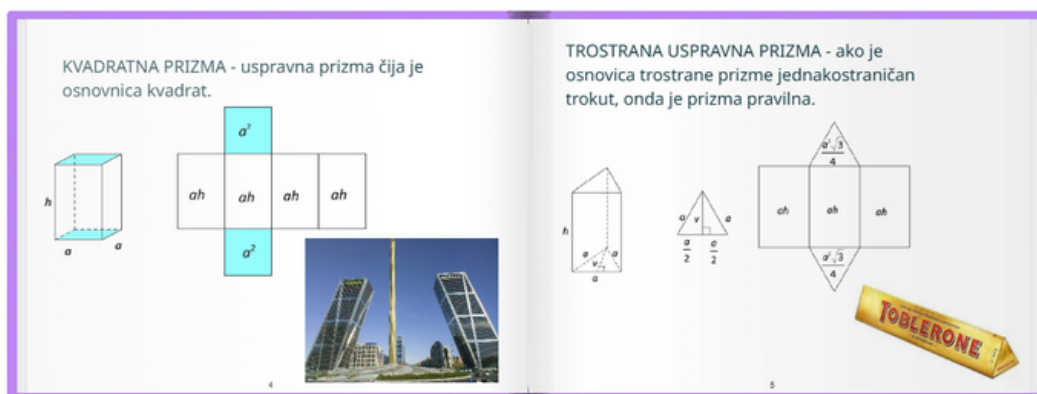 KVADRATNA PRIZMA - uspravna prizma čija je
osnovnica kvadrat.
a²
ah
ah
ah
ah
a²
h
a
a
4
TROSTRANA USPRAVNA PRIZMA - ako je
osnovica trostrane prizme jednakostraničan
trokut, onda je prizma pravilna.
h
a
a
v
a
a
v
a
a/2
a/2
a²√3/4
ah
ah
ah
a²√3/4
TOBLERONE
5